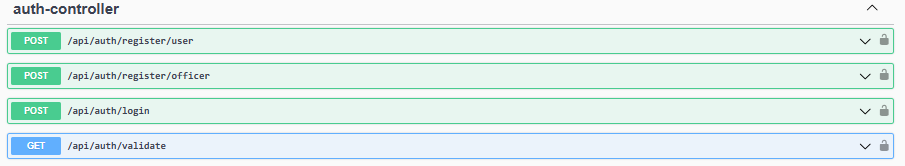 auth-controller
POST /api/auth/register/user
POST /api/auth/register/officer
POST /api/auth/login
GET /api/auth/validate